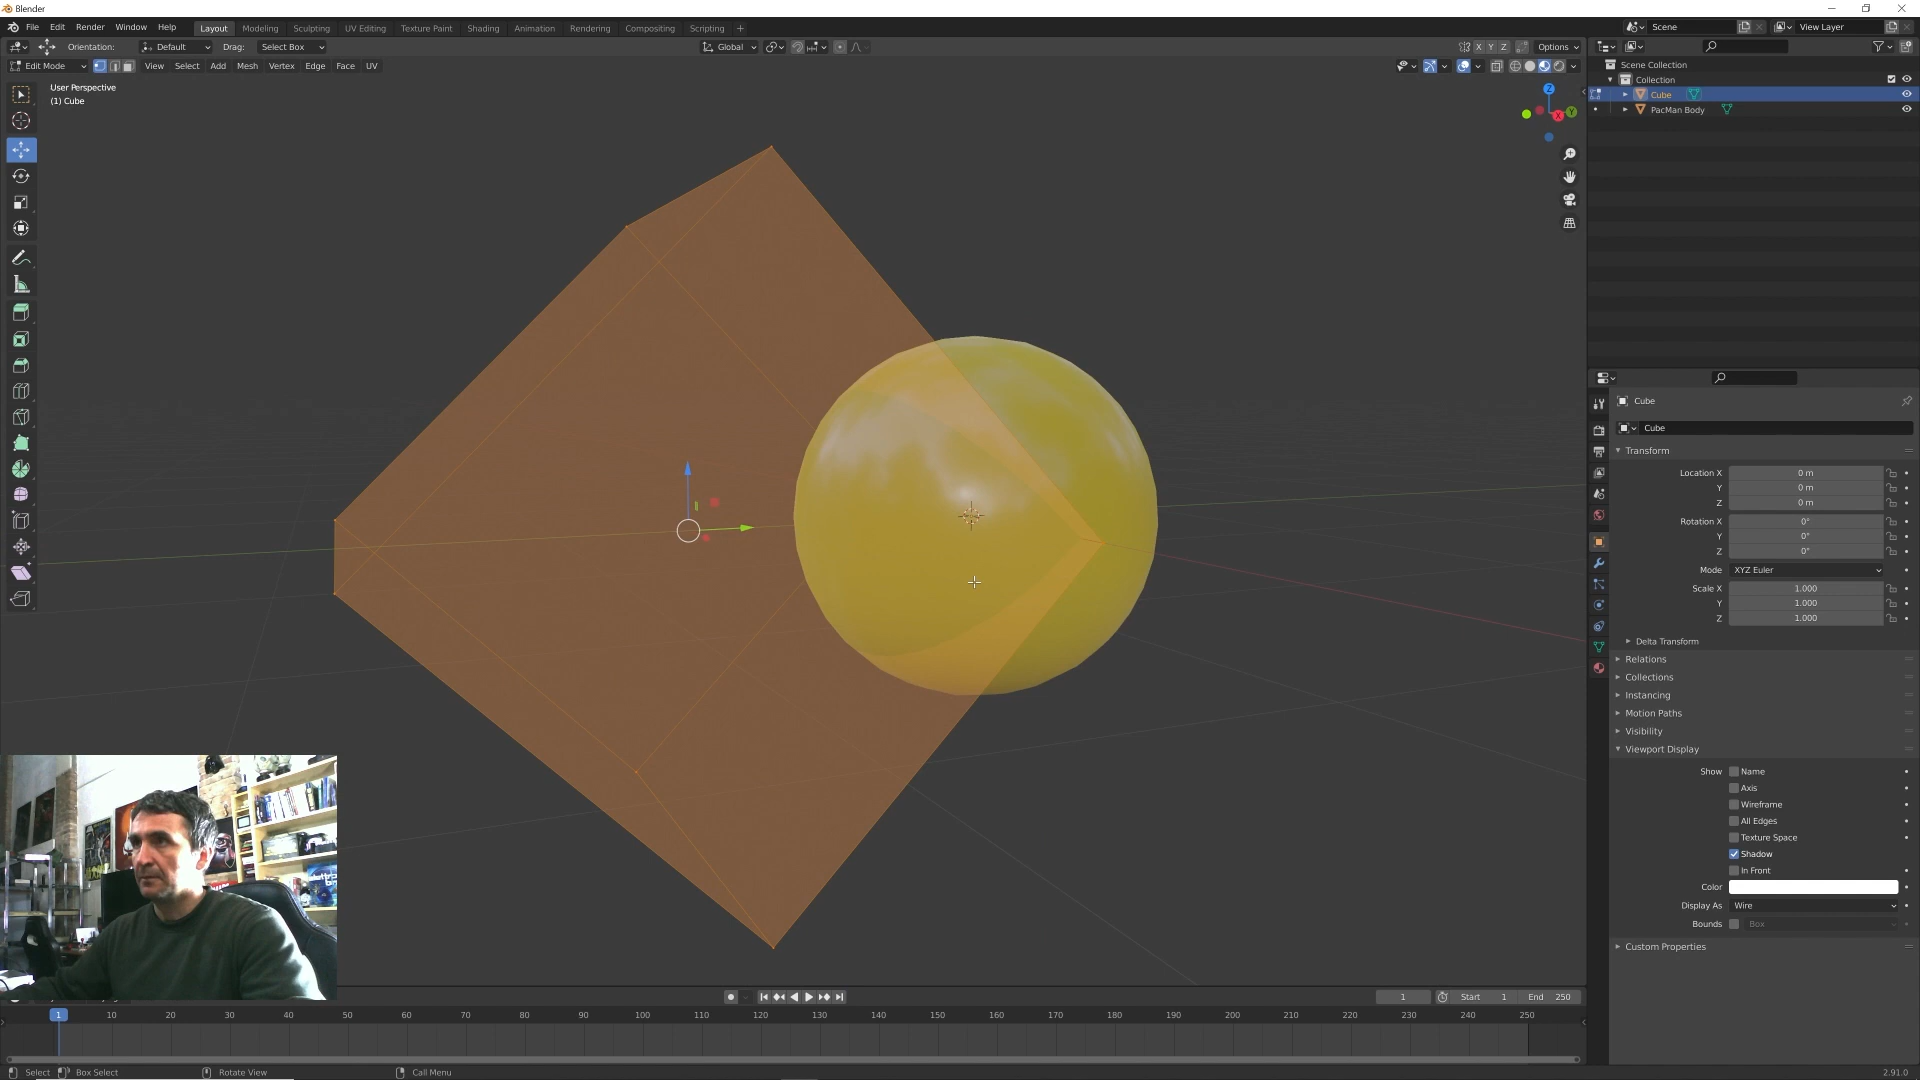 Blender
File Edit Render Window Help Layout Modeling Sculpting UV Editing Texture Paint Shading Animation Rendering Compositing Scripting + Scene View Layer
Orientation: Default Drag: Select Box Global X Y Z Options
Edit Mode View Select Add Mesh Vertex Edge Face UV
User Perspective
(1) Cube
Z
Y
X
Scene Collection
Collection
Cube
PacMan Body
Cube
Cube
Transform
Location X 0 m
Y 0 m
Z 0 m
Rotation X 0°
Y 0°
Z 0°
Mode XYZ Euler
Scale X 1.000
Y 1.000
Z 1.000
Delta Transform
Relations
Collections
Instancing
Motion Paths
Visibility
Viewport Display
Show Name
Axis
Wireframe
All Edges
Texture Space
Shadow
In Front
Color
Display As Wire
Bounds Box
Custom Properties
1 Start 1 End 250
1 10 20 30 40 50 60 70 80 90 100 110 120 130 140 150 160 170 180 190 200 210 220 230 240 250
Select Box Select Rotate View Call Menu 2.91.0